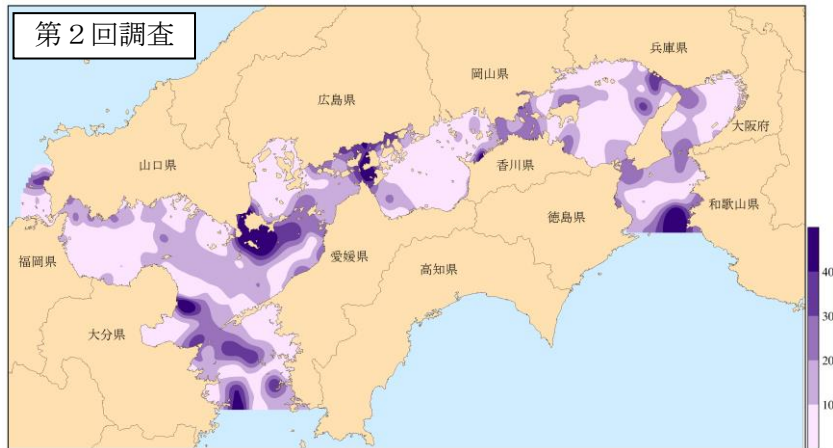 第２回調査
兵庫県
岡山県
広島県
大阪府
山口県
香川県
和歌山県
徳島県
愛媛県
福岡県
高知県
大分県
40
30
20
10